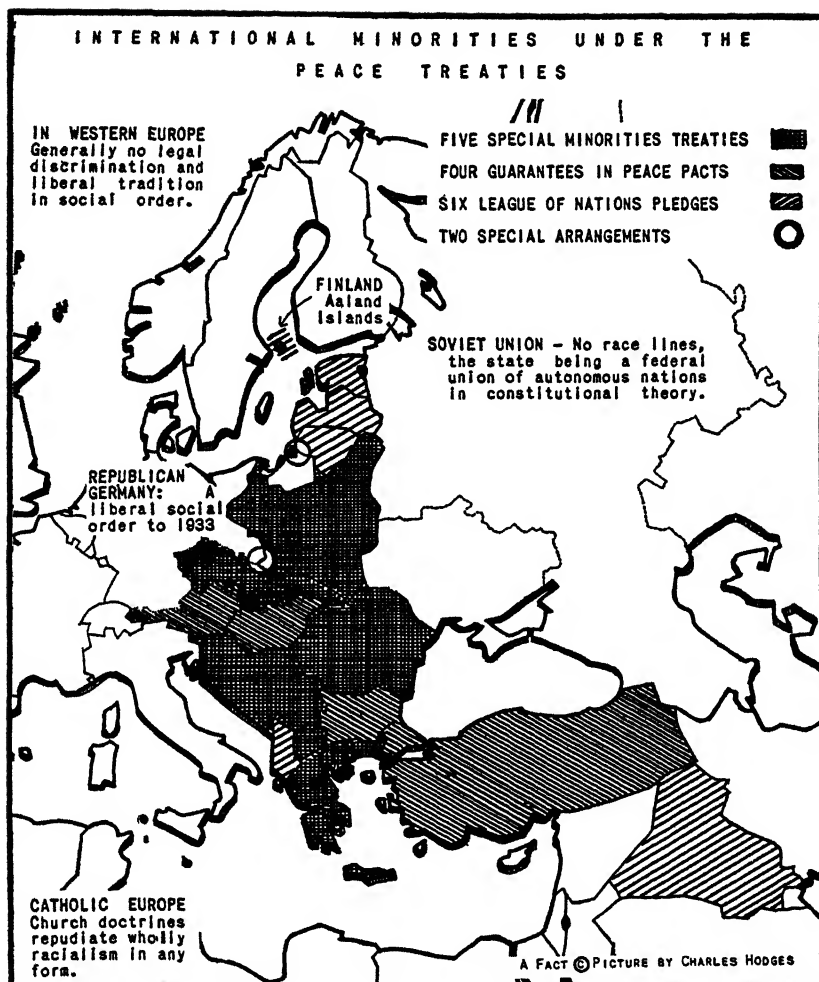 INTERNATIONAL MINORITIES UNDER THE
PEACE TREATIES
IN WESTERN EUROPE
Generally no legal
discrimination and
liberal tradition
in social order.
FIVE SPECIAL MINORITIES TREATIES
FOUR GUARANTEES IN PEACE PACTS
SIX LEAGUE OF NATIONS PLEDGES
TWO SPECIAL ARRANGEMENTS
FINLAND
Aaland
Islands
SOVIET UNION - No race lines,
the state being a federal
union of autonomous nations
in constitutional theory.
REPUBLICAN
GERMANY: A
liberal social
order to 1933
CATHOLIC EUROPE
Church doctrines
repudiate wholly
racialism in any
form.
A FACT © PICTURE BY CHARLES HODGES